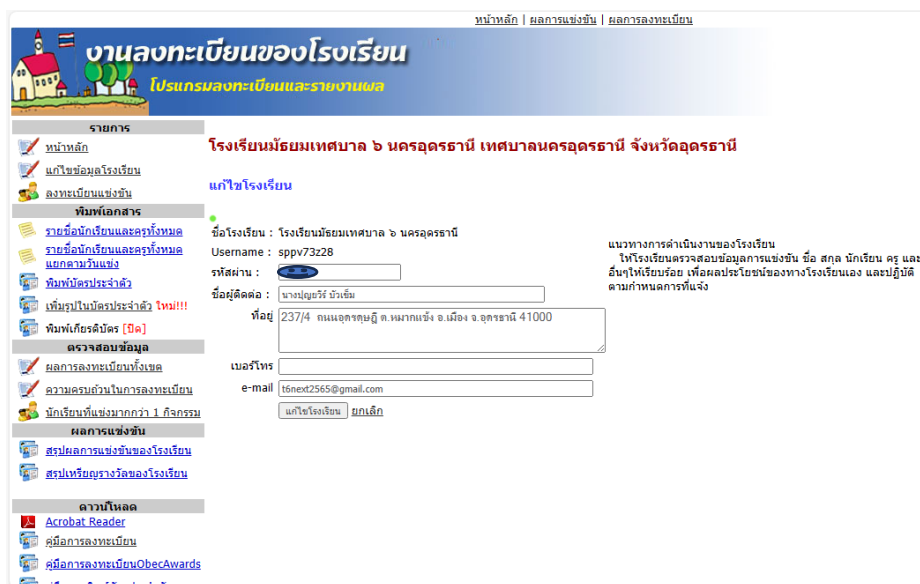 หน้าหลัก | ผลการแข่งขัน | ผลการลงทะเบียน
งานลงทะเบียนของโรงเรียน
โปรแกรมลงทะเบียนและรายงานผล
รายการ
หน้าหลัก
แก้ไขข้อมูลโรงเรียน
ลงทะเบียนแข่งขัน
พิมพ์เอกสาร
รายชื่อนักเรียนและครูทั้งหมด
รายชื่อนักเรียนและครูทั้งหมด
แยกตามวันแข่ง
พิมพ์บัตรประจำตัว
เพิ่มรูปในบัตรประจำตัว ใหม่!!!
พิมพ์เกียรติบัตร [ปิด]
ตรวจสอบข้อมูล
ผลการลงทะเบียนทั้งเขต
ความครบถ้วนในการลงทะเบียน
นักเรียนที่แข่งมากกว่า 1 กิจกรรม
ผลการแข่งขัน
สรุปผลการแข่งขันของโรงเรียน
สรุปเหรียญรางวัลของโรงเรียน
ดาวน์โหลด
Acrobat Reader
คู่มือการลงทะเบียน
คู่มือการลงทะเบียนObecAwards
โรงเรียนมัธยมเทศบาล ๖ นครอุดรธานี เทศบาลนครอุดรธานี จังหวัดอุดรธานี
แก้ไขโรงเรียน
ชื่อโรงเรียน : โรงเรียนมัธยมเทศบาล ๖ นครอุดรธานี
Username : sppv73z28
รหัสผ่าน :
ชื่อผู้ติดต่อ : นางปุญยวีร์ บัวเข็ม
ที่อยู่ 237/4 ถนนอุดรดุษฎี ต.หมากแข้ง อ.เมือง จ.อุดรธานี 41000
เบอร์โทร
e-mail t6next2565@gmail.com
แก้ไขโรงเรียน ยกเลิก
แนวทางการดำเนินงานของโรงเรียน
ให้โรงเรียนตรวจสอบข้อมูลการแข่งขัน ชื่อ สกุล นักเรียน ครู และ
อื่นๆให้เรียบร้อย เพื่อผลประโยชน์ของทางโรงเรียนเอง และปฏิบัติ
ตามกำหนดการที่แจ้ง